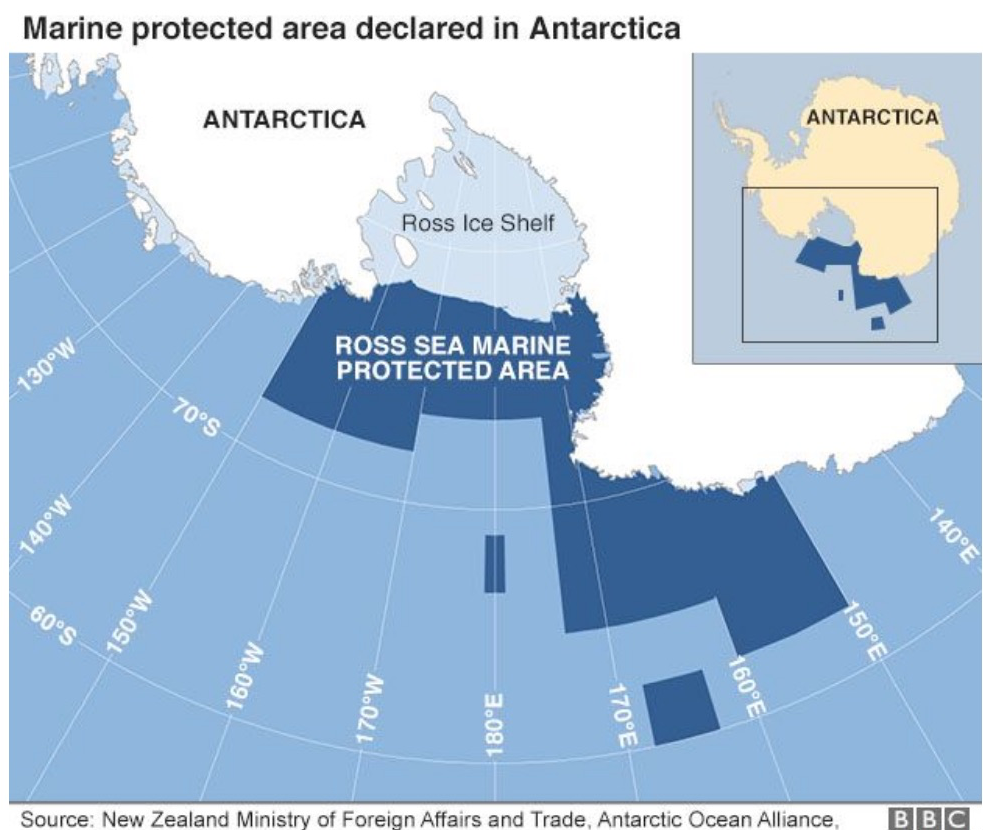 Marine protected area declared in Antarctica
ANTARCTICA
ANTARCTICA
Ross Ice Shelf
ROSS SEA MARINE
PROTECTED AREA
130°W
70°S
140°W
60°S
150°W
160°W
170°W
180°E
170°E
160°E
150°E
140°E
Source: New Zealand Ministry of Foreign Affairs and Trade, Antarctic Ocean Alliance,
BBC